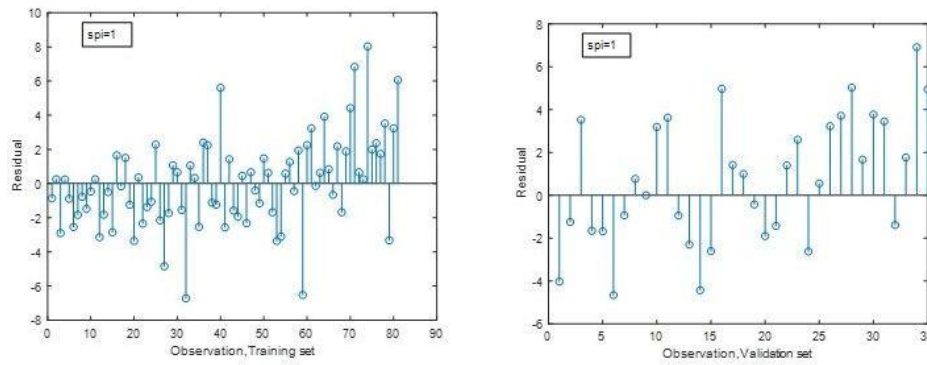 10
8
6
4
2
0
-2
-4
-6
-8
Residual
spi=1
0 10 20 30 40 50 60 70 80 90
Observation,Training set
8
6
4
2
0
-2
-4
-6
Residual
spi=1
0 5 10 15 20 25 30 35
Observation,Validation set